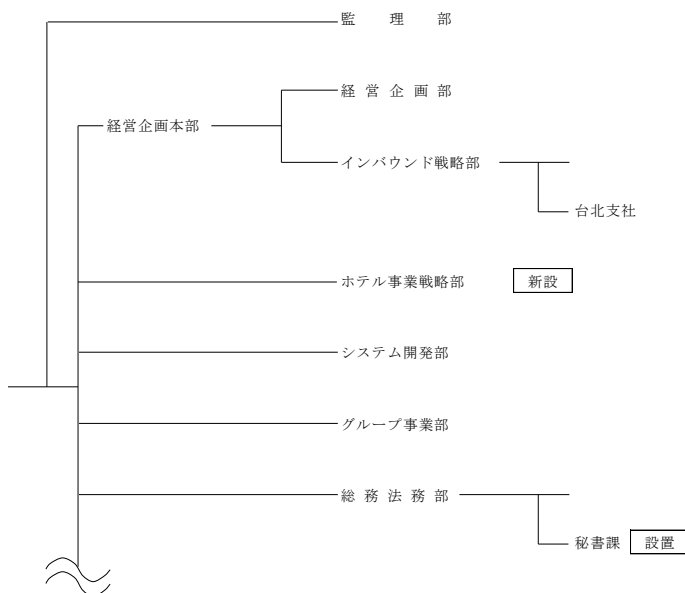 監理部
経営企画部
経営企画本部
インバウンド戦略部
台北支社
ホテル事業戦略部 新設
システム開発部
グループ事業部
総務法務部
秘書課 設置